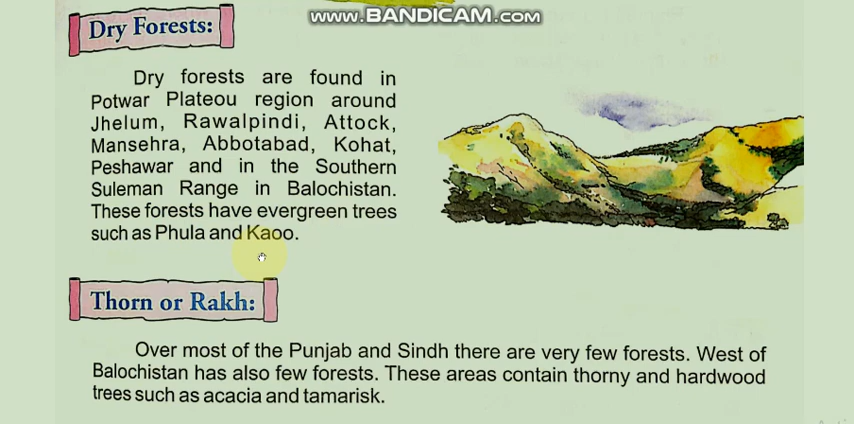 WWW.BANDICAM.COM
Dry Forests:
Dry forests are found in
Potwar Plateou region around
Jhelum, Rawalpindi, Attock,
Mansehra, Abbotabad, Kohat,
Peshawar and in the Southern
Suleman Range in Balochistan.
These forests have evergreen trees
such as Phula and Kaoo.
Thorn or Rakh:
Over most of the Punjab and Sindh there are very few forests. West of
Balochistan has also few forests. These areas contain thorny and hardwood
trees such as acacia and tamarisk.